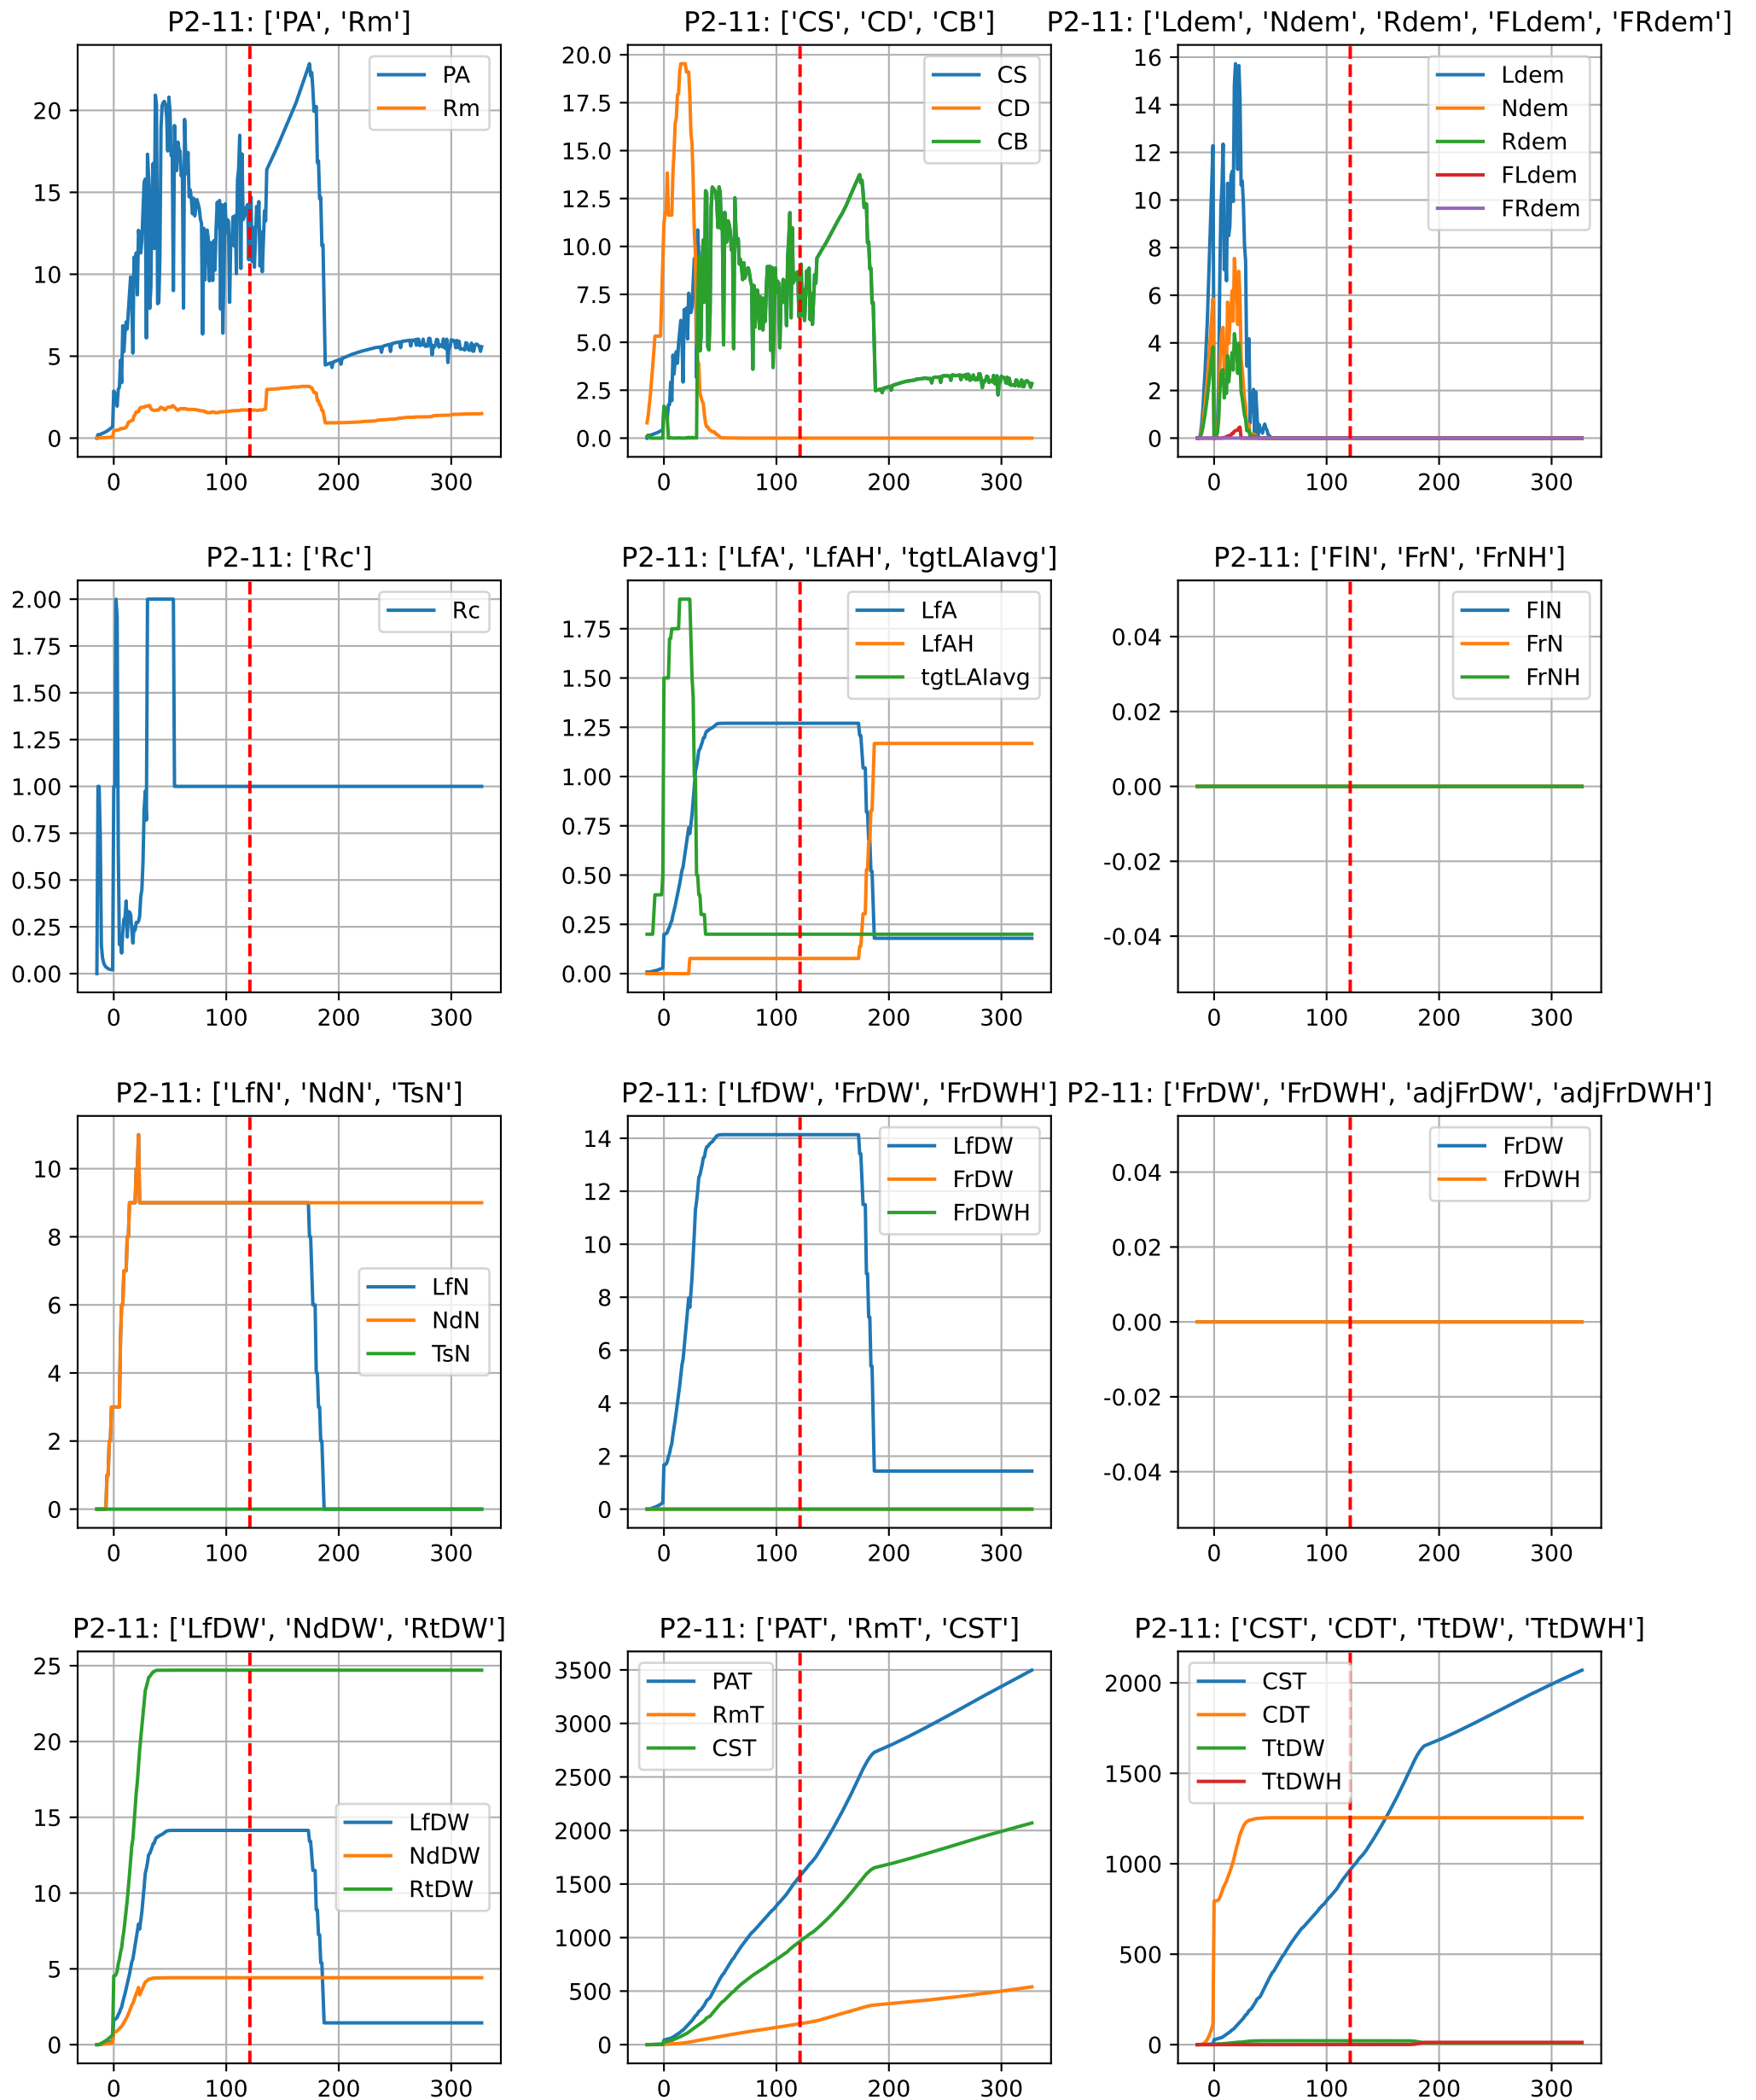 P2-11: ['PA', 'Rm']
PA
Rm
20
15
10
5
0
0 100 200 300
P2-11: ['CS', 'CD', 'CB']
CS
CD
CB
20.0
17.5
15.0
12.5
10.0
7.5
5.0
2.5
0.0
0 100 200 300
P2-11: ['Ldem', 'Ndem', 'Rdem', 'FLdem', 'FRdem']
Ldem
Ndem
Rdem
FLdem
FRdem
16
14
12
10
8
6
4
2
0
0 100 200 300
P2-11: ['Rc']
Rc
2.00
1.75
1.50
1.25
1.00
0.75
0.50
0.25
0.00
0 100 200 300
P2-11: ['LfA', 'LfAH', 'tgtLAIavg']
LfA
LfAH
tgtLAIavg
1.75
1.50
1.25
1.00
0.75
0.50
0.25
0.00
0 100 200 300
P2-11: ['FlN', 'FrN', 'FrNH']
FlN
FrN
FrNH
0.04
0.02
0.00
-0.02
-0.04
0 100 200 300
P2-11: ['LfN', 'NdN', 'TsN']
LfN
NdN
TsN
10
8
6
4
2
0
0 100 200 300
P2-11: ['LfDW', 'FrDW', 'FrDWH']
LfDW
FrDW
FrDWH
14
12
10
8
6
4
2
0
0 100 200 300
P2-11: ['FrDW', 'FrDWH', 'adjFrDW', 'adjFrDWH']
FrDW
FrDWH
0.04
0.02
0.00
-0.02
-0.04
0 100 200 300
P2-11: ['LfDW', 'NdDW', 'RtDW']
LfDW
NdDW
RtDW
25
20
15
10
5
0
0 100 200 300
P2-11: ['PAT', 'RmT', 'CST']
PAT
RmT
CST
3500
3000
2500
2000
1500
1000
500
0
0 100 200 300
P2-11: ['CST', 'CDT', 'TtDW', 'TtDWH']
CST
CDT
TtDW
TtDWH
2000
1500
1000
500
0
0 100 200 300